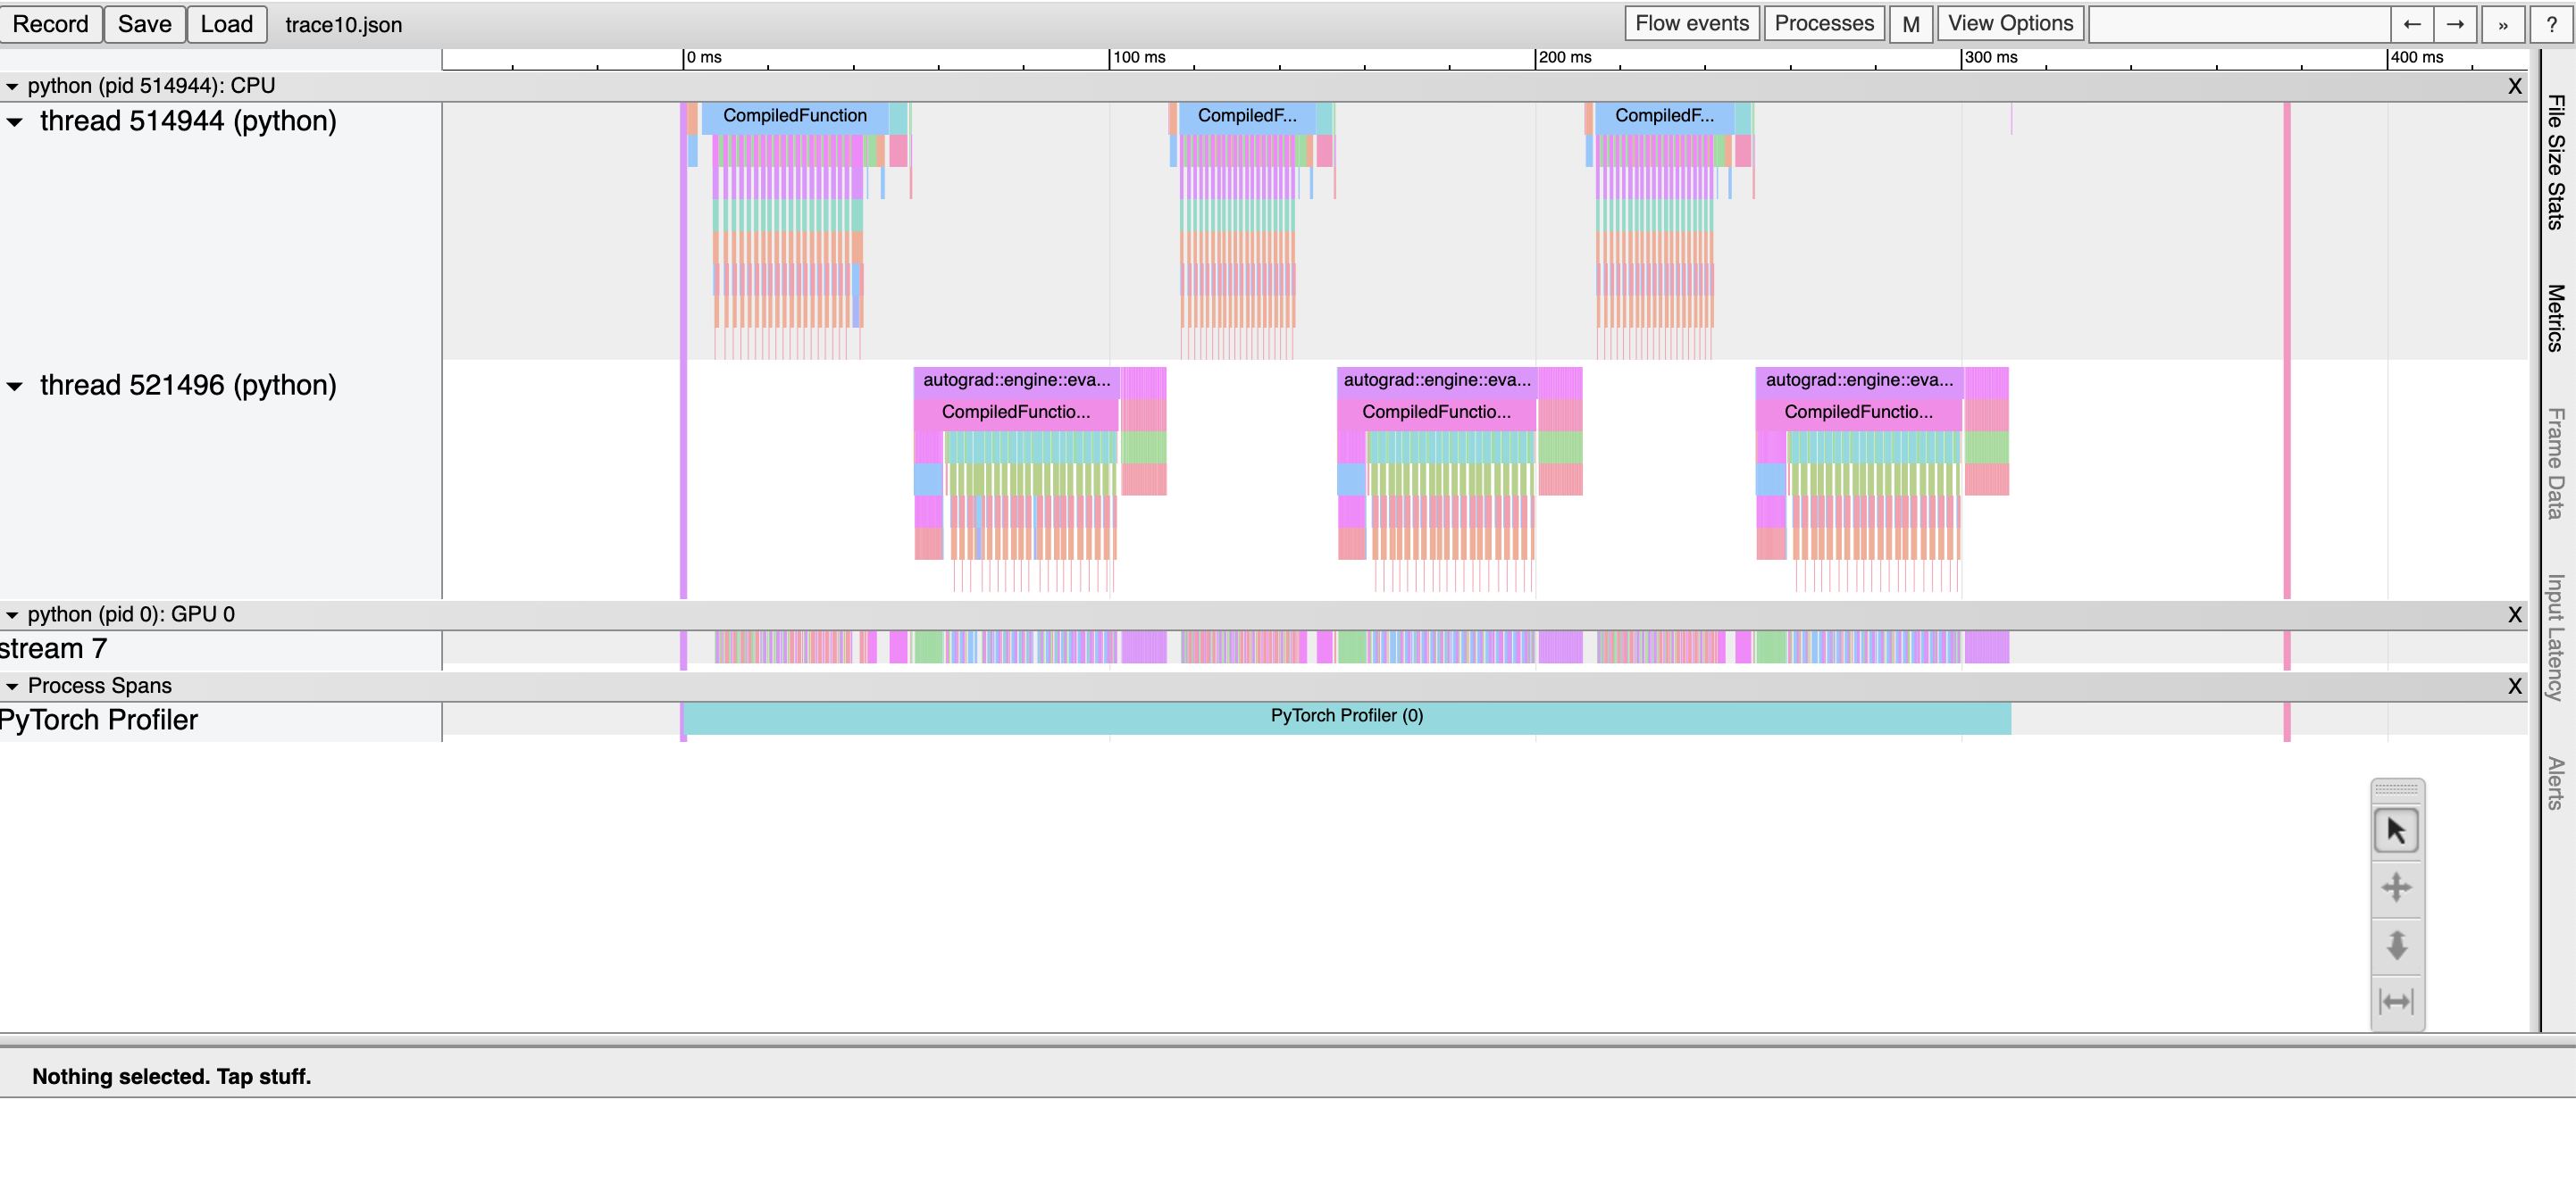 Record Save Load trace10.json Flow events Processes M View Options ← → » ?
0 ms 100 ms 200 ms 300 ms 400 ms
python (pid 514944): CPU X
thread 514944 (python)
CompiledFunction CompiledF... CompiledF...
thread 521496 (python)
autograd::engine::eva... autograd::engine::eva... autograd::engine::eva...
CompiledFunctio... CompiledFunctio... CompiledFunctio...
python (pid 0): GPU 0 X
stream 7
Process Spans X
PyTorch Profiler
PyTorch Profiler (0)
File Size Stats
Metrics
Frame Data
Input Latency
Alerts
Nothing selected. Tap stuff.